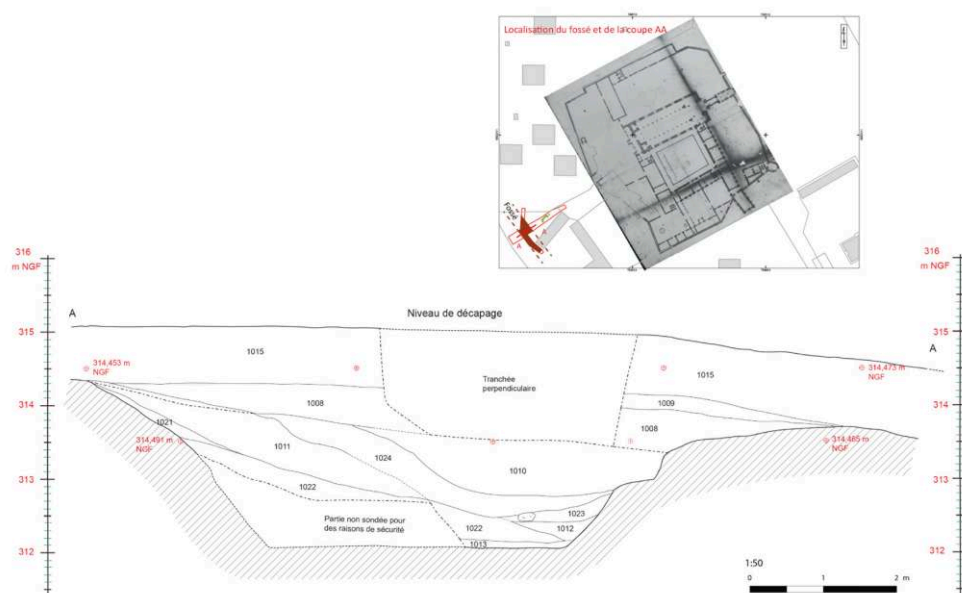 Localisation du fossé et de la coupe AA
Fossé
A
A
316
m NGF
315
314
313
312
316
m NGF
315
314
313
312
A
Niveau de décapage
A
1015
314,453 m
NGF
Tranchée
perpendiculaire
1015
314,473 m
NGF
1008
1009
1021
314,491 m
NGF
1008
314,465 m
NGF
1011
1024
1010
1022
1023
Partie non sondée pour
des raisons de sécurité
1022
1012
1013
1:50
0
1
2 m